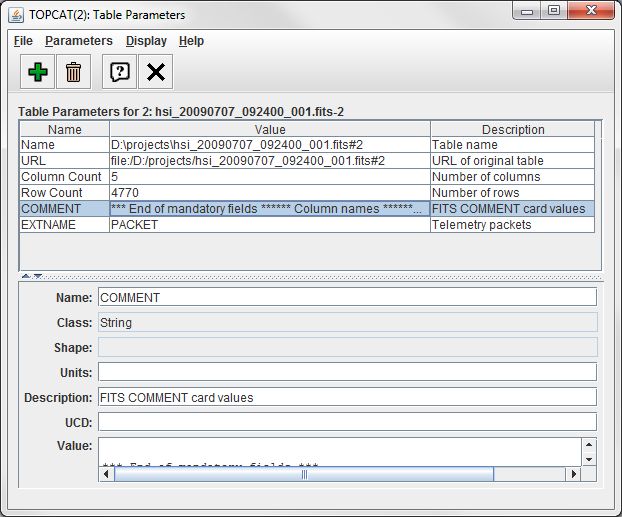 TOPCAT(2): Table Parameters
File Parameters Display Help
Table Parameters for 2: hsi_20090707_092400_001.fits-2
Name Value Description
Name D:\projects\hsi_20090707_092400_001.fits#2 Table name
URL file:/D:/projects/hsi_20090707_092400_001.fits#2 URL of original table
Column Count 5 Number of columns
Row Count 4770 Number of rows
COMMENT *** End of mandatory fields ****** Column names ******... FITS COMMENT card values
EXTNAME PACKET Telemetry packets
Name: COMMENT
Class: String
Shape:
Units:
Description: FITS COMMENT card values
UCD:
Value:
*** End of mandatory fields ***